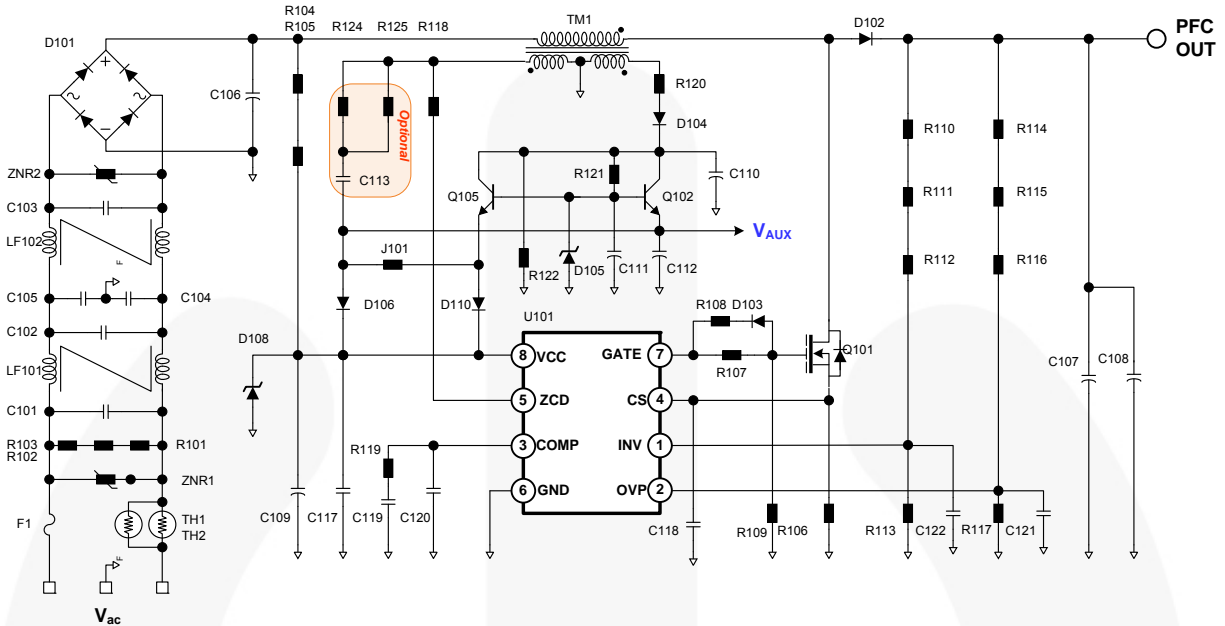 R104 R124 R125 R118 TM1 D102 PFC
R105 OUT
D101
+
C106 R120
Optional
D104
R110 R114
ZNR2 R121 C110
C113 Q105 Q102
C103 R111 R115
LF102 VAUX
J101
R122 D105 C111 C112 R112 R116
F
C105 C104 D106 D110 R108 D103
C102 U101
D108 8 VCC GATE 7 Q101
LF101 R107 C107 C108
C101 5 ZCD CS 4
R103 R101 R119 3 COMP INV 1
R102
ZNR1 6 GND OVP 2
F1 TH1 C109 C117 C119 C120 C118 R109 R106 R113 C122 R117 C121
TH2
F
Vac